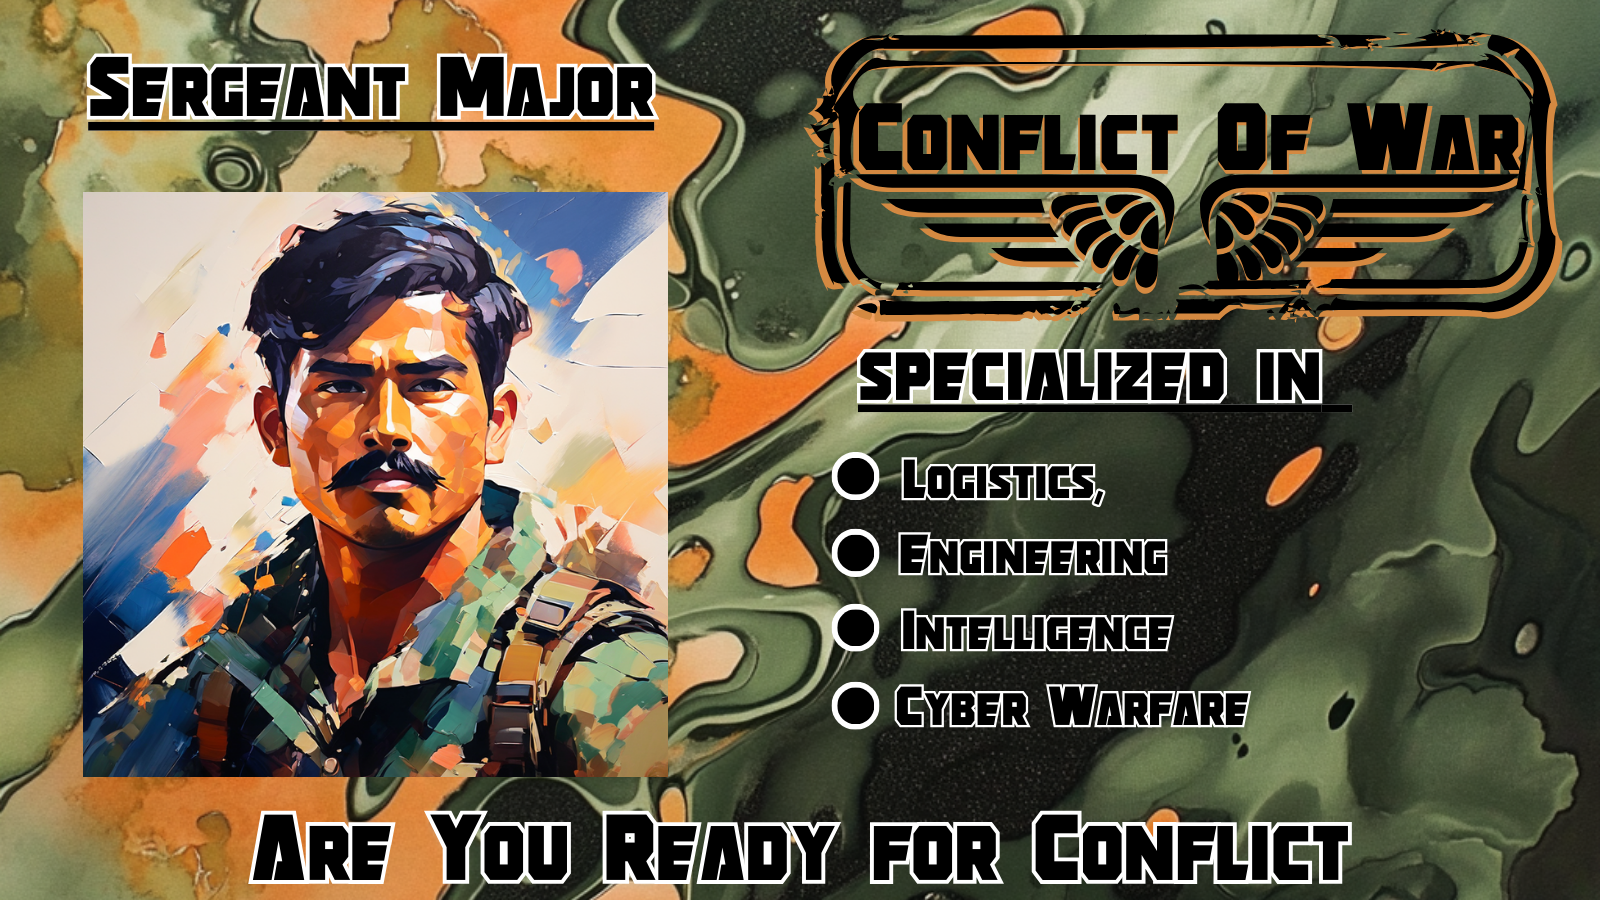 Sergeant Major
Conflict Of War
specialized in
Logistics,
Engineering
Intelligence
Cyber Warfare
Are You Ready for Conflict